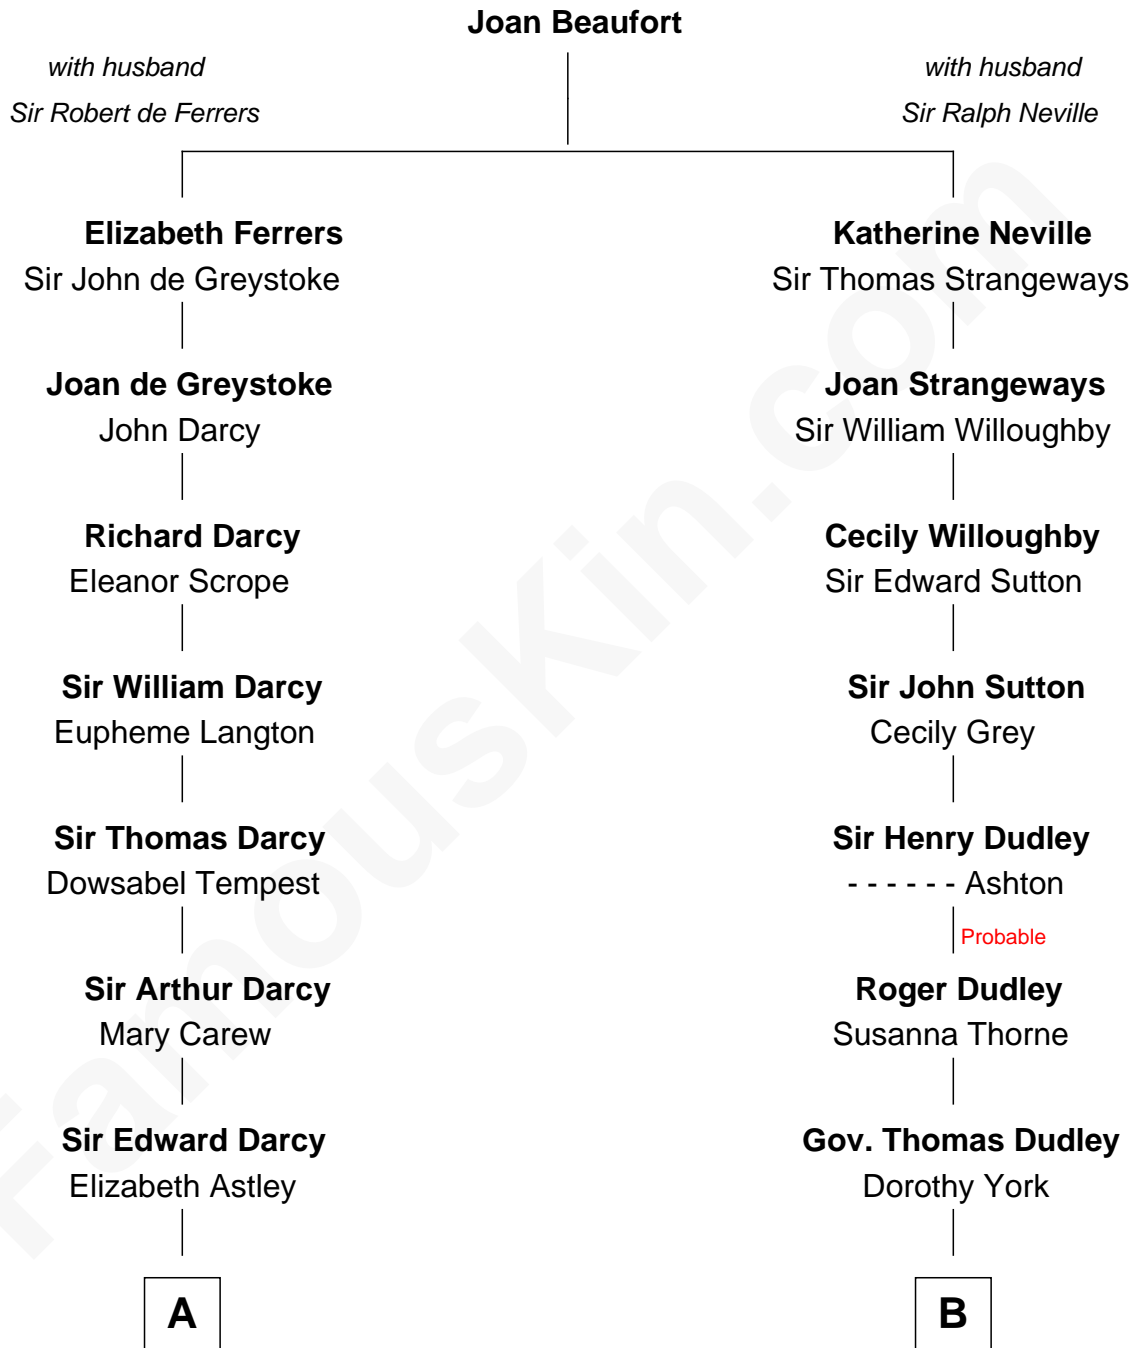 Joan Beaufort
with husband
Sir Robert de Ferrers
with husband
Sir Ralph Neville
Elizabeth Ferrers
Sir John de Greystoke
Katherine Neville
Sir Thomas Strangeways
Joan de Greystoke
John Darcy
Joan Strangeways
Sir William Willoughby
Richard Darcy
Eleanor Scrope
Cecily Willoughby
Sir Edward Sutton
Sir William Darcy
Eupheme Langton
Sir John Sutton
Cecily Grey
Sir Thomas Darcy
Dowsabel Tempest
Sir Henry Dudley
- - - - - - Ashton
Probable
Sir Arthur Darcy
Mary Carew
Roger Dudley
Susanna Thorne
Sir Edward Darcy
Elizabeth Astley
Gov. Thomas Dudley
Dorothy York
A
B
FamousKin.com